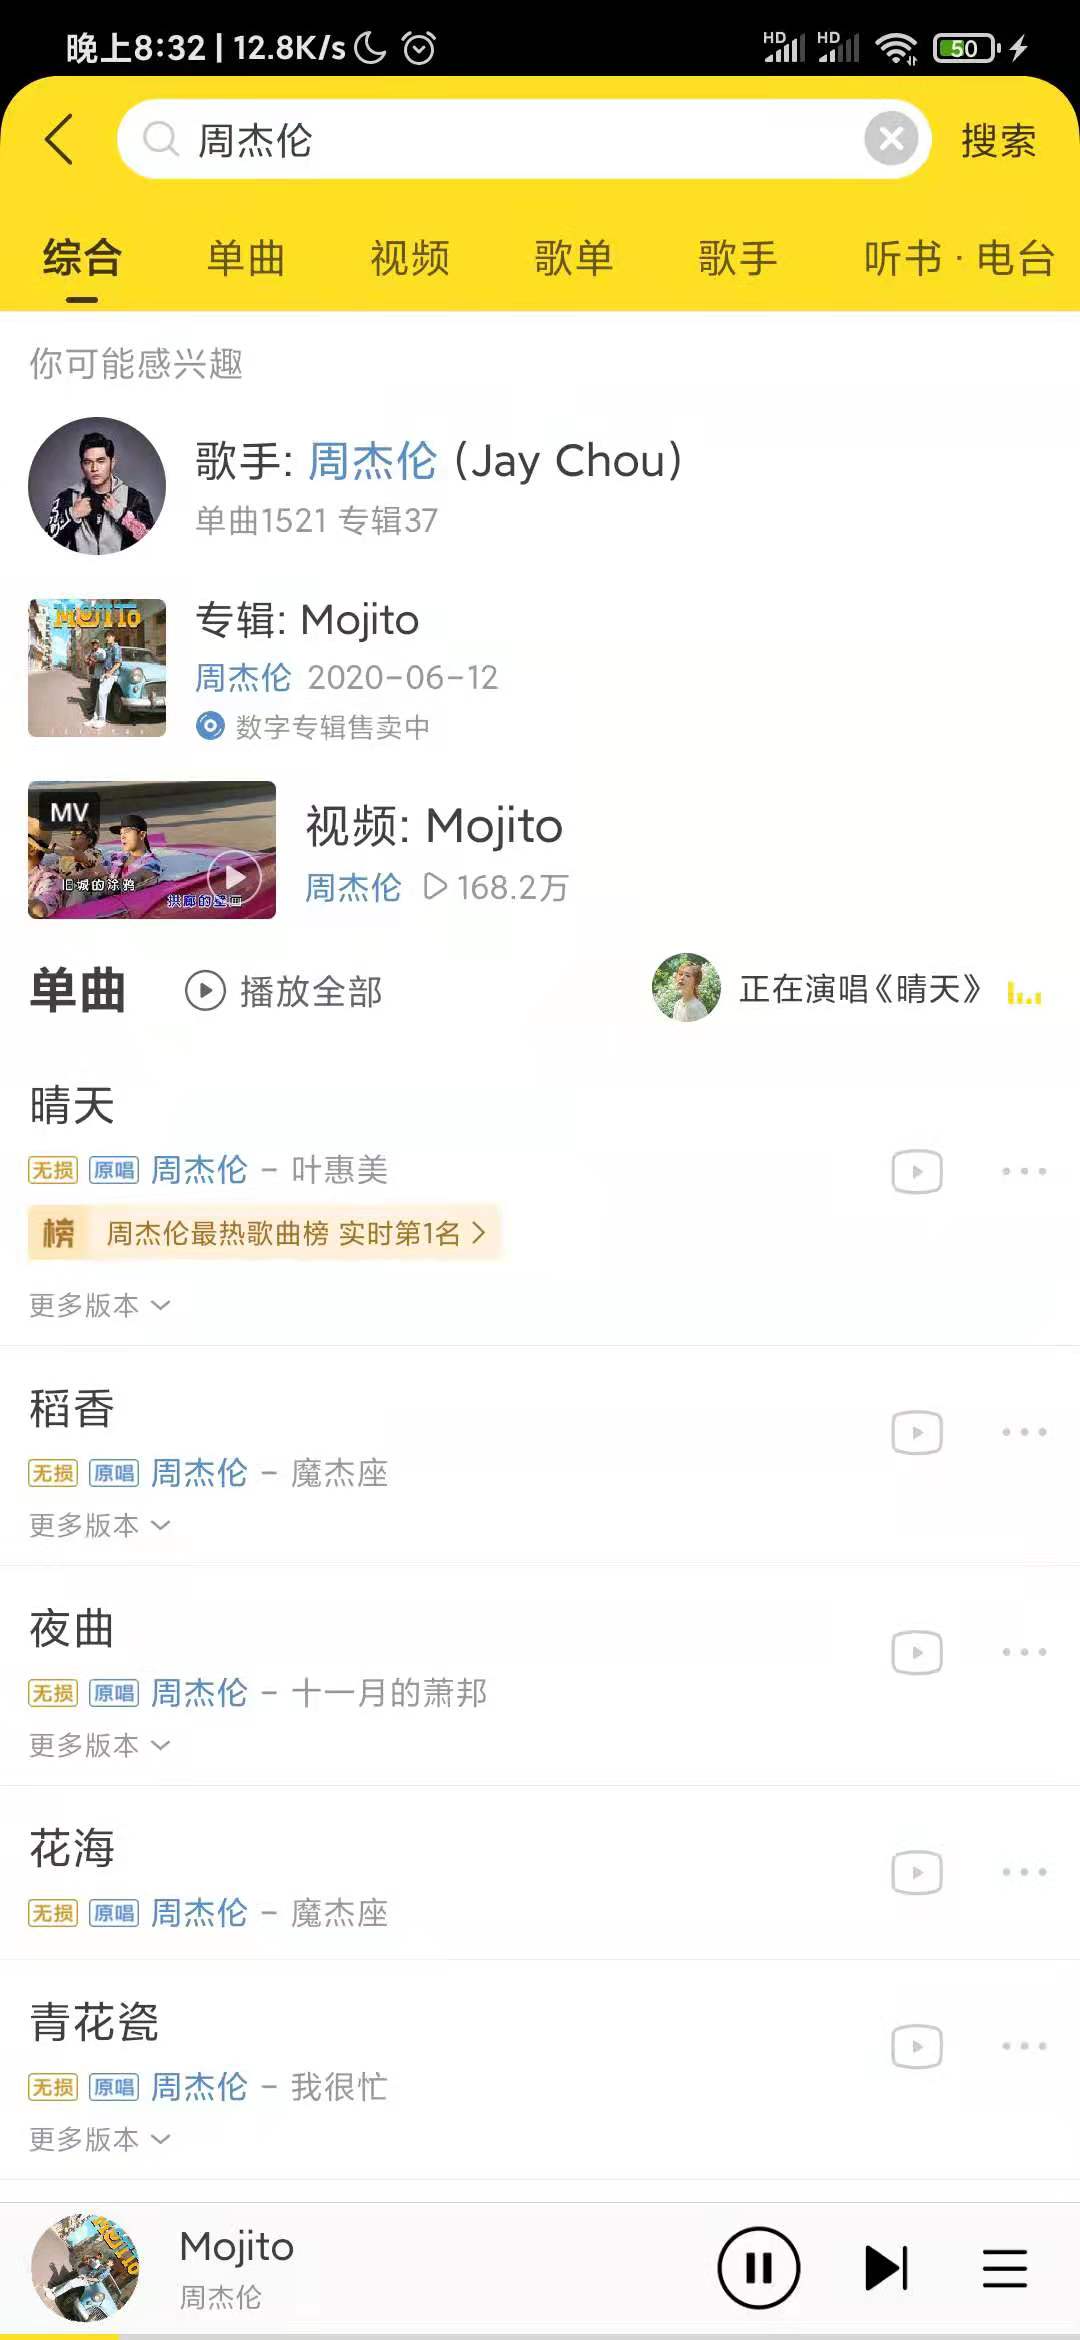 晚上8:32 | 12.8K/s HD HD 50
周杰伦 搜索
综合 单曲 视频 歌单 歌手 听书 · 电台
你可能感兴趣
歌手: 周杰伦 (Jay Chou)
单曲1521 专辑37
MOJITO
专辑: Mojito
周杰伦 2020-06-12
数字专辑售卖中
MV
旧城的涂鸦
视频: Mojito
周杰伦 168.2万
单曲 播放全部 正在演唱《晴天》
晴天
无损 原唱 周杰伦 - 叶惠美
榜 周杰伦最热歌曲榜 实时第1名 >
更多版本
稻香
无损 原唱 周杰伦 - 魔杰座
更多版本
夜曲
无损 原唱 周杰伦 - 十一月的萧邦
更多版本
花海
无损 原唱 周杰伦 - 魔杰座
青花瓷
无损 原唱 周杰伦 - 我很忙
更多版本
MOJITO
Mojito
周杰伦